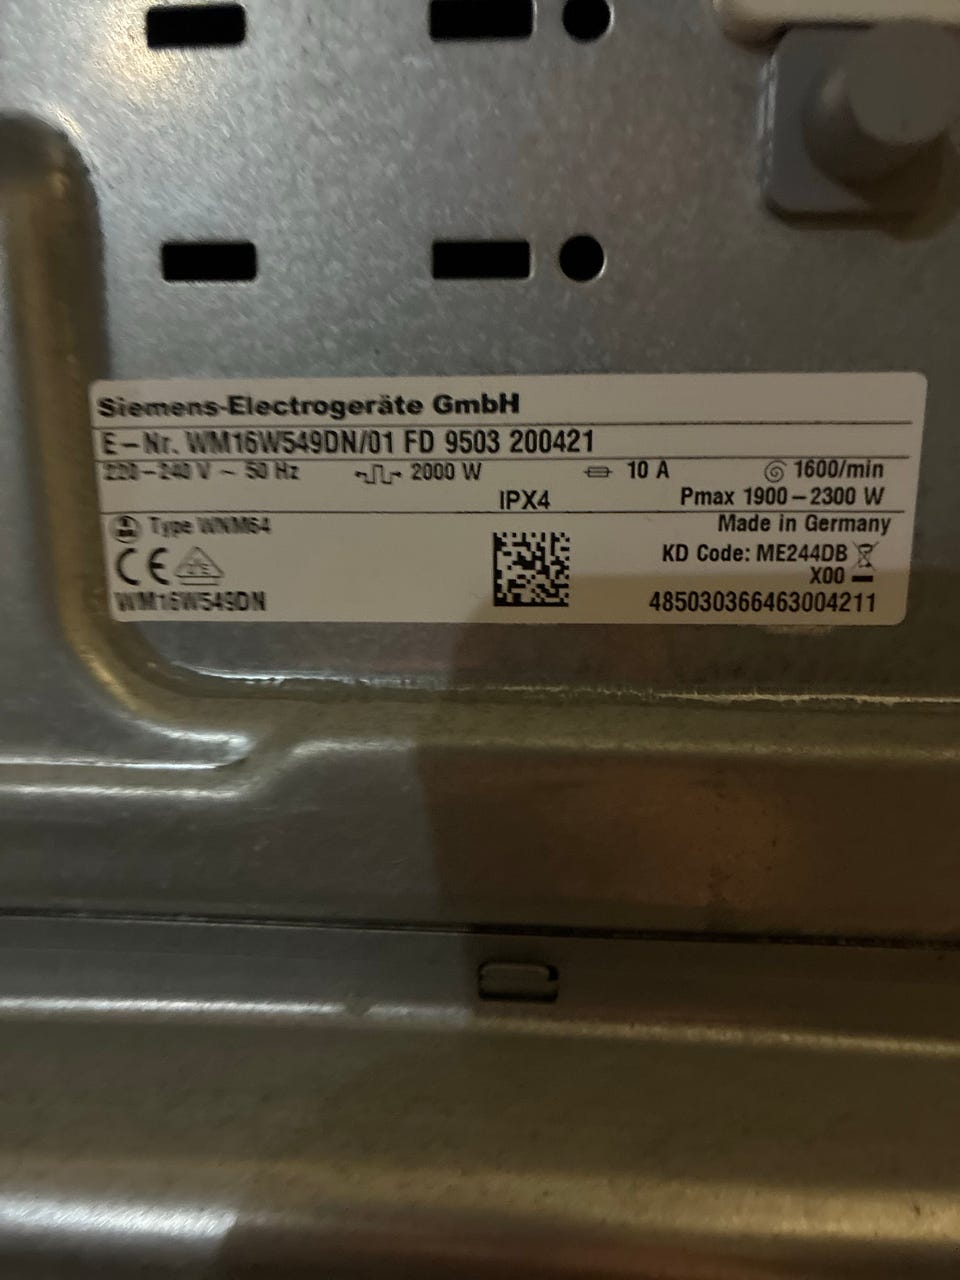 Siemens-Electrogeräte GmbH
E-Nr. WM16W549DN/01 FD 9503 200421
220-240 V ~ 50 Hz 2000 W 10 A 1600/min
IPX4 Pmax 1900-2300 W
Type WNM64 Made in Germany
CE KD Code: ME244DB
X00
WM16W549DN 485030366463004211